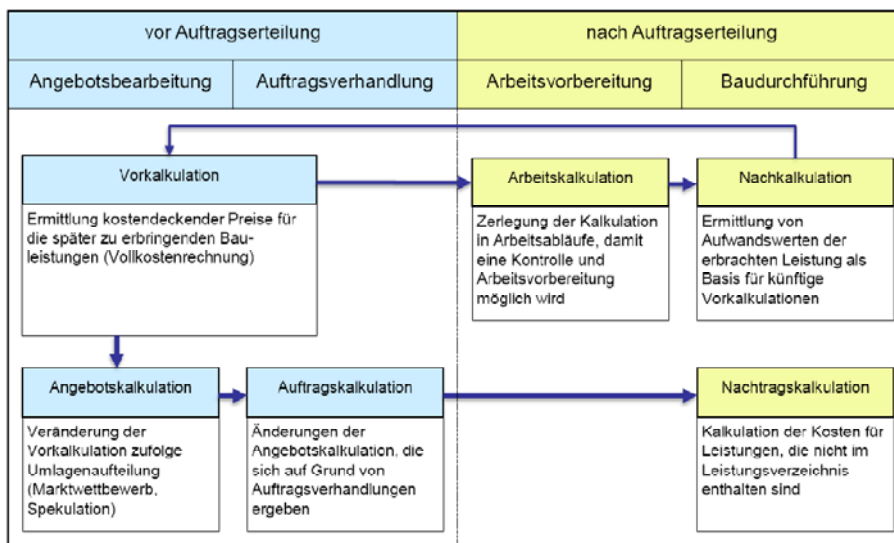 vor Auftragserteilung
nach Auftragserteilung
Angebotsbearbeitung
Auftragsverhandlung
Arbeitsvorbereitung
Baudurchführung
Vorkalkulation
Ermittlung kostendeckender Preise für
die später zu erbringenden Bau-
leistungen (Vollkostenrechnung)
Arbeitskalkulation
Zerlegung der Kalkulation
in Arbeitsabläufe, damit
eine Kontrolle und
Arbeitsvorbereitung
möglich wird
Nachkalkulation
Ermittlung von
Aufwandswerten der
erbrachten Leistung als
Basis für künftige
Vorkalkulationen
Angebotskalkulation
Veränderung der
Vorkalkulation zufolge
Umlagenaufteilung
(Marktwettbewerb,
Spekulation)
Auftragskalkulation
Änderungen der
Angebotskalkulation, die
sich auf Grund von
Auftragsverhandlungen
ergeben
Nachtragskalkulation
Kalkulation der Kosten für
Leistungen, die nicht im
Leistungsverzeichnis
enthalten sind